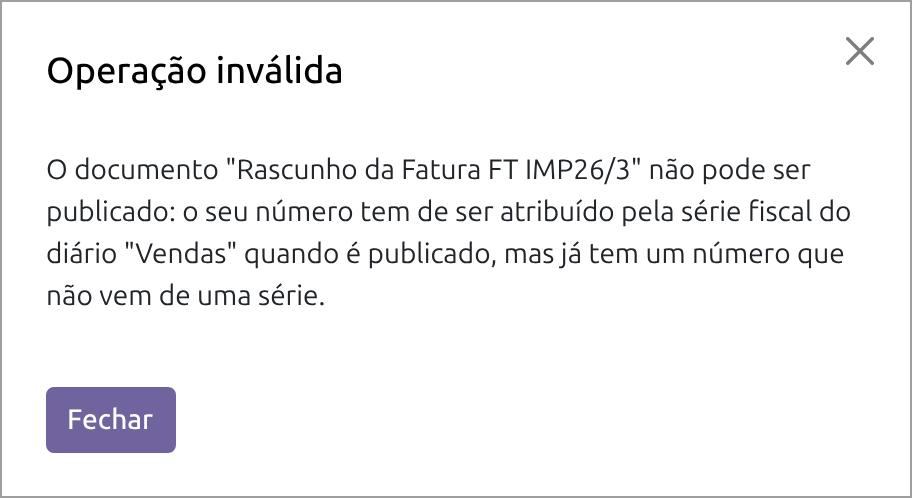 Operação inválida
O documento "Rascunho da Fatura FT IMP26/3" não pode ser
publicado: o seu número tem de ser atribuído pela série fiscal do
diário "Vendas" quando é publicado, mas já tem um número que
não vem de uma série.
Fechar